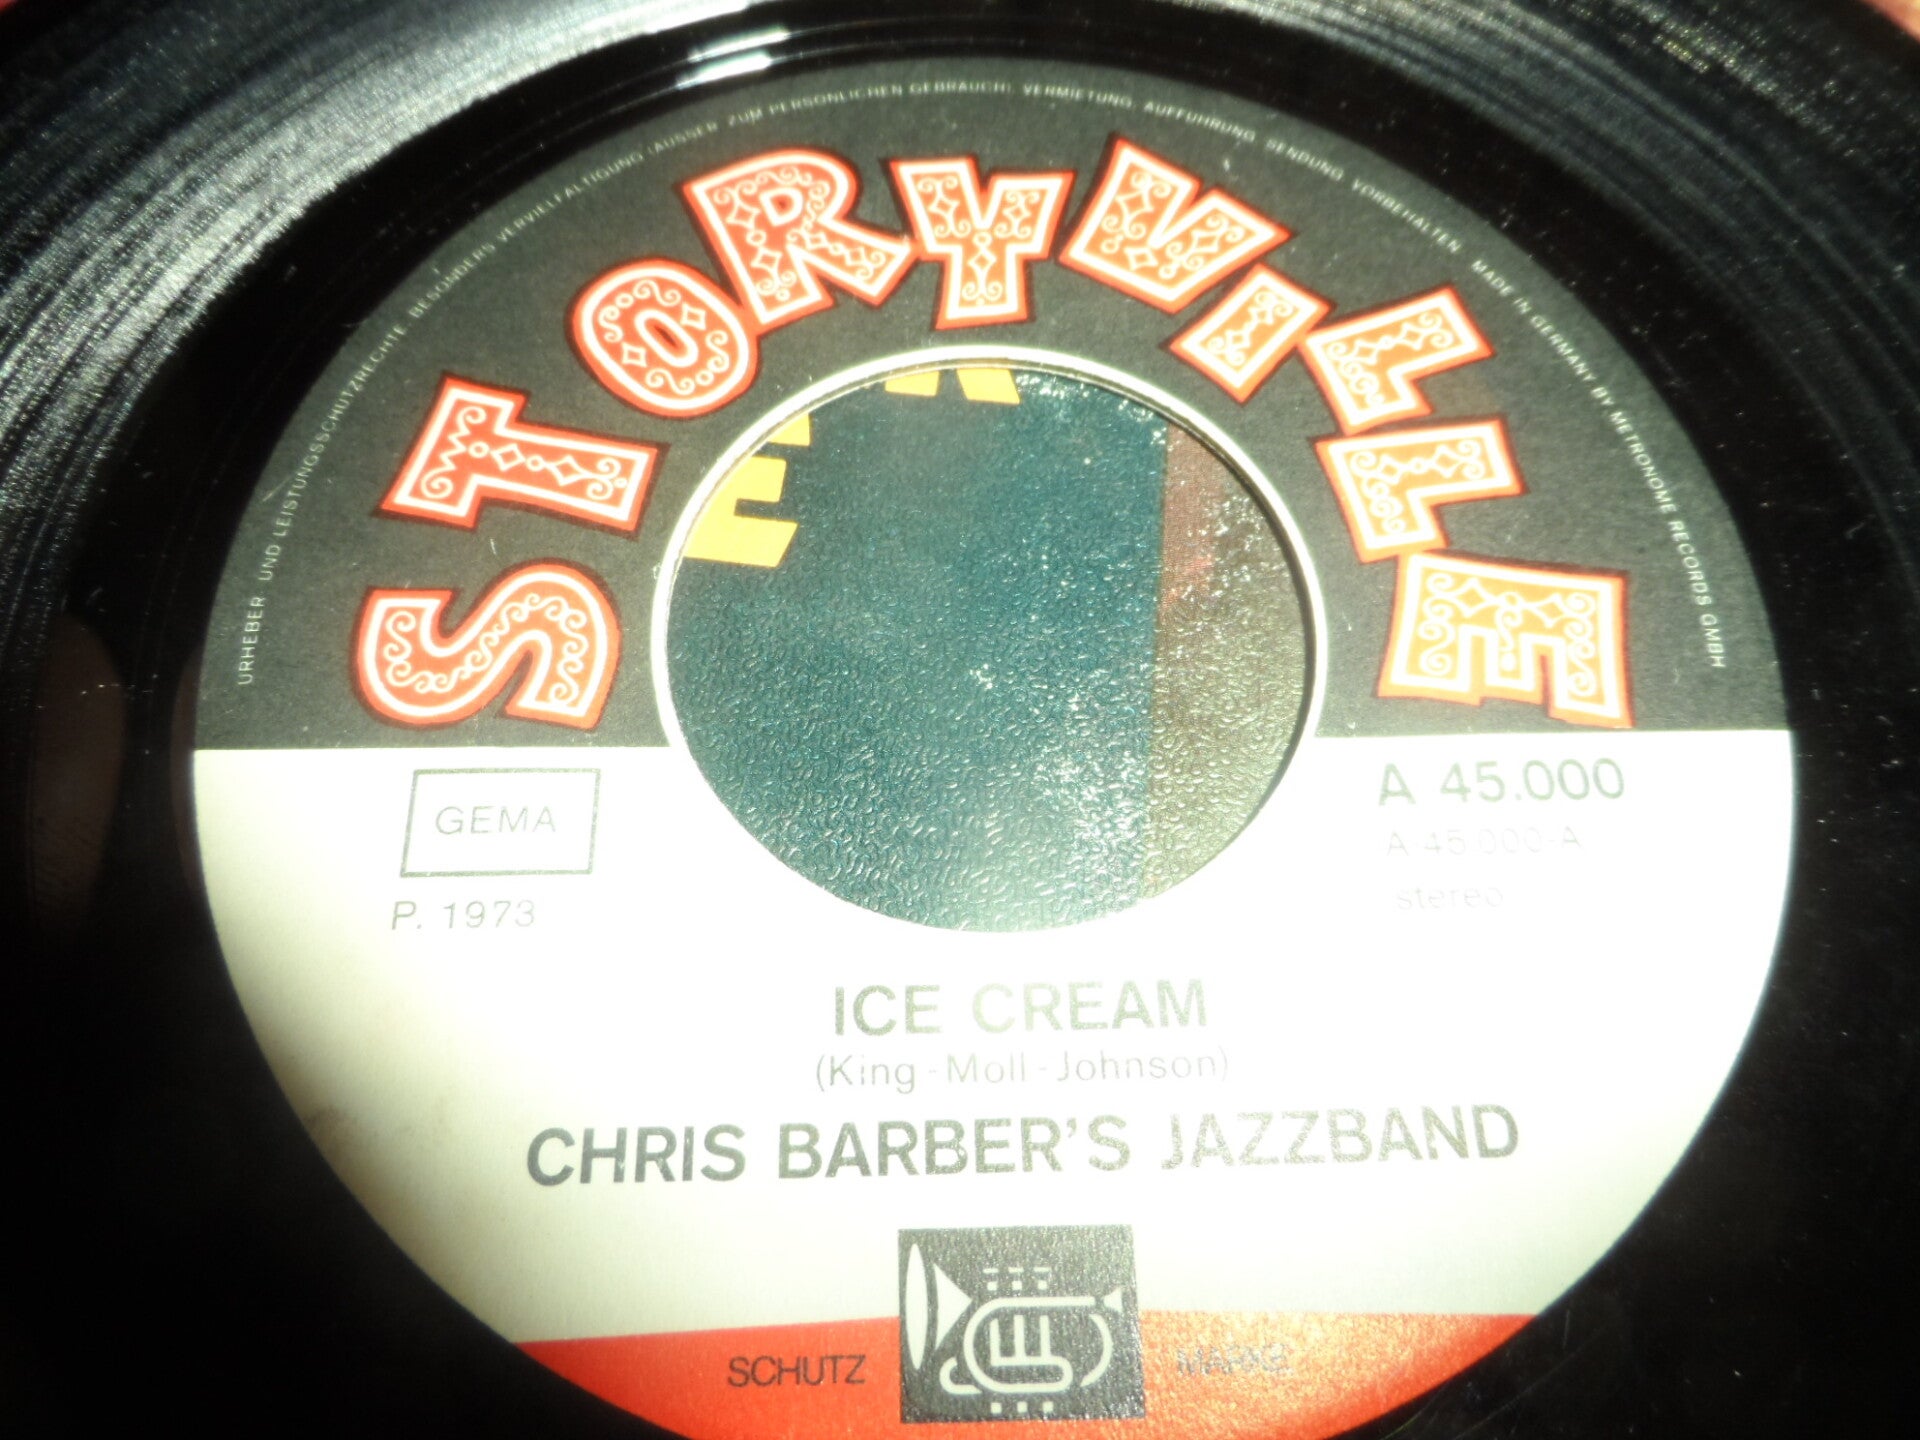 URHEBER UND LEISTUNGSSCHUTZRECHTE BESONDERS VERVIELFÄLTIGUNG (AUSSER ZUM PERSÖNLICHEN GEBRAUCH) VERMIETUNG AUFFÜHRUNG SENDUNG VORBEHALTEN MADE IN GERMANY BY METRONOME RECORDS GMBH
STORYVILLE
GEMA
P. 1973
A 45.000
A-45.000-A
stereo
ICE CREAM
(King - Moll - Johnson)
CHRIS BARBER'S JAZZBAND
SCHUTZ MARKE